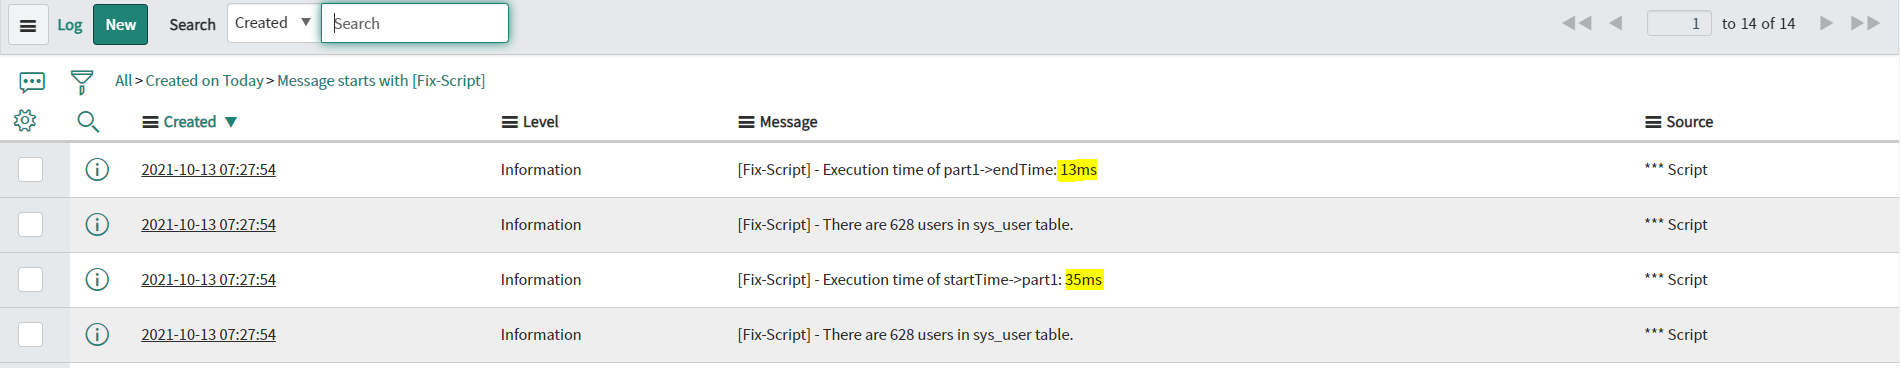 Log New Search Created Search 1 to 14 of 14
All > Created on Today > Message starts with [Fix-Script]
Created Level Message Source
2021-10-13 07:27:54 Information [Fix-Script] - Execution time of part1->endTime: 13ms *** Script
2021-10-13 07:27:54 Information [Fix-Script] - There are 628 users in sys_user table. *** Script
2021-10-13 07:27:54 Information [Fix-Script] - Execution time of startTime->part1: 35ms *** Script
2021-10-13 07:27:54 Information [Fix-Script] - There are 628 users in sys_user table. *** Script